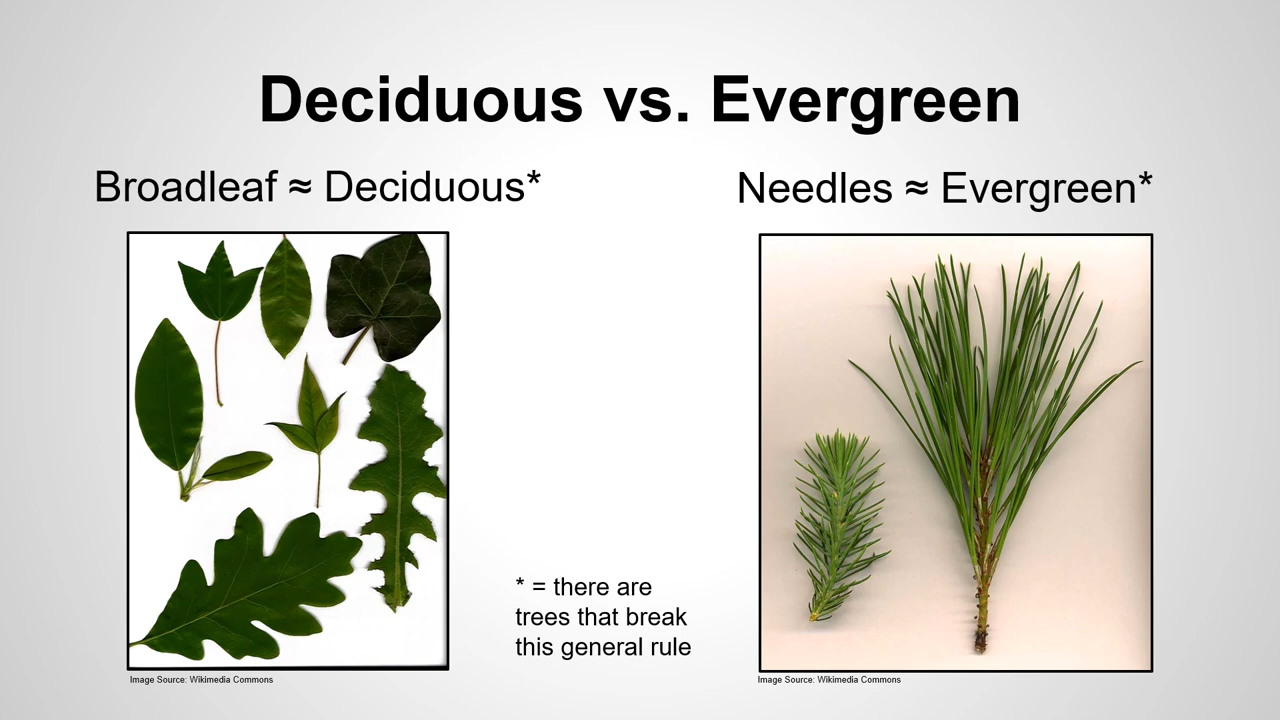 Deciduous vs. Evergreen
Broadleaf ≈ Deciduous*
Needles ≈ Evergreen*
* = there are
trees that break
this general rule
Image Source: Wikimedia Commons
Image Source: Wikimedia Commons